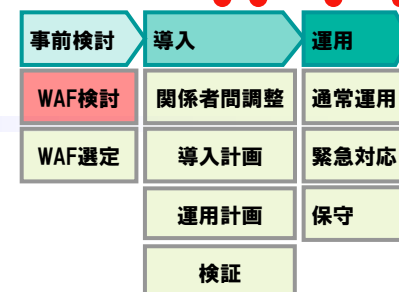 事前検討
導入
運用
WAF検討
関係者間調整
通常運用
WAF選定
導入計画
緊急対応
運用計画
保守
検証